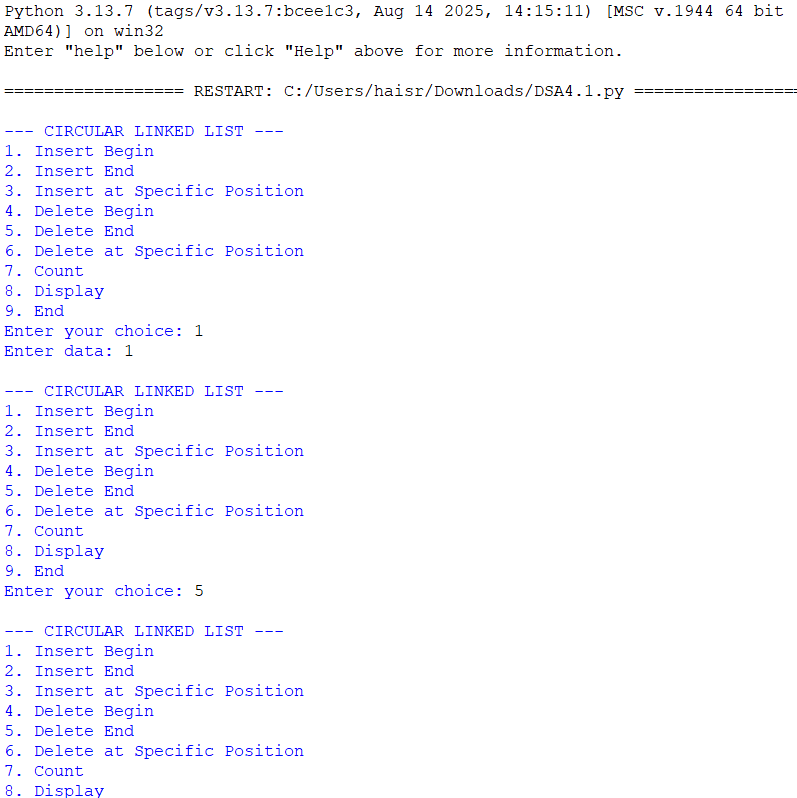 Python 3.13.7 (tags/v3.13.7:bcee1c3, Aug 14 2025, 14:15:11) [MSC v.1944 64 bit
AMD64)] on win32
Enter "help" below or click "Help" above for more information.
================== RESTART: C:/Users/haisr/Downloads/DSA4.1.py =================
--- CIRCULAR LINKED LIST ---
1. Insert Begin
2. Insert End
3. Insert at Specific Position
4. Delete Begin
5. Delete End
6. Delete at Specific Position
7. Count
8. Display
9. End
Enter your choice: 1
Enter data: 1
--- CIRCULAR LINKED LIST ---
1. Insert Begin
2. Insert End
3. Insert at Specific Position
4. Delete Begin
5. Delete End
6. Delete at Specific Position
7. Count
8. Display
9. End
Enter your choice: 5
--- CIRCULAR LINKED LIST ---
1. Insert Begin
2. Insert End
3. Insert at Specific Position
4. Delete Begin
5. Delete End
6. Delete at Specific Position
7. Count
8. Display